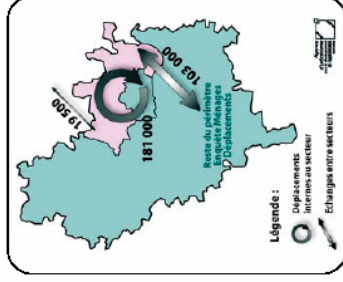 19 500
181 000
103 000
Reste du périmètre
Enquête Ménages
Déplacements
Légende :
Déplacements
internes au secteur
Echanges entre secteurs